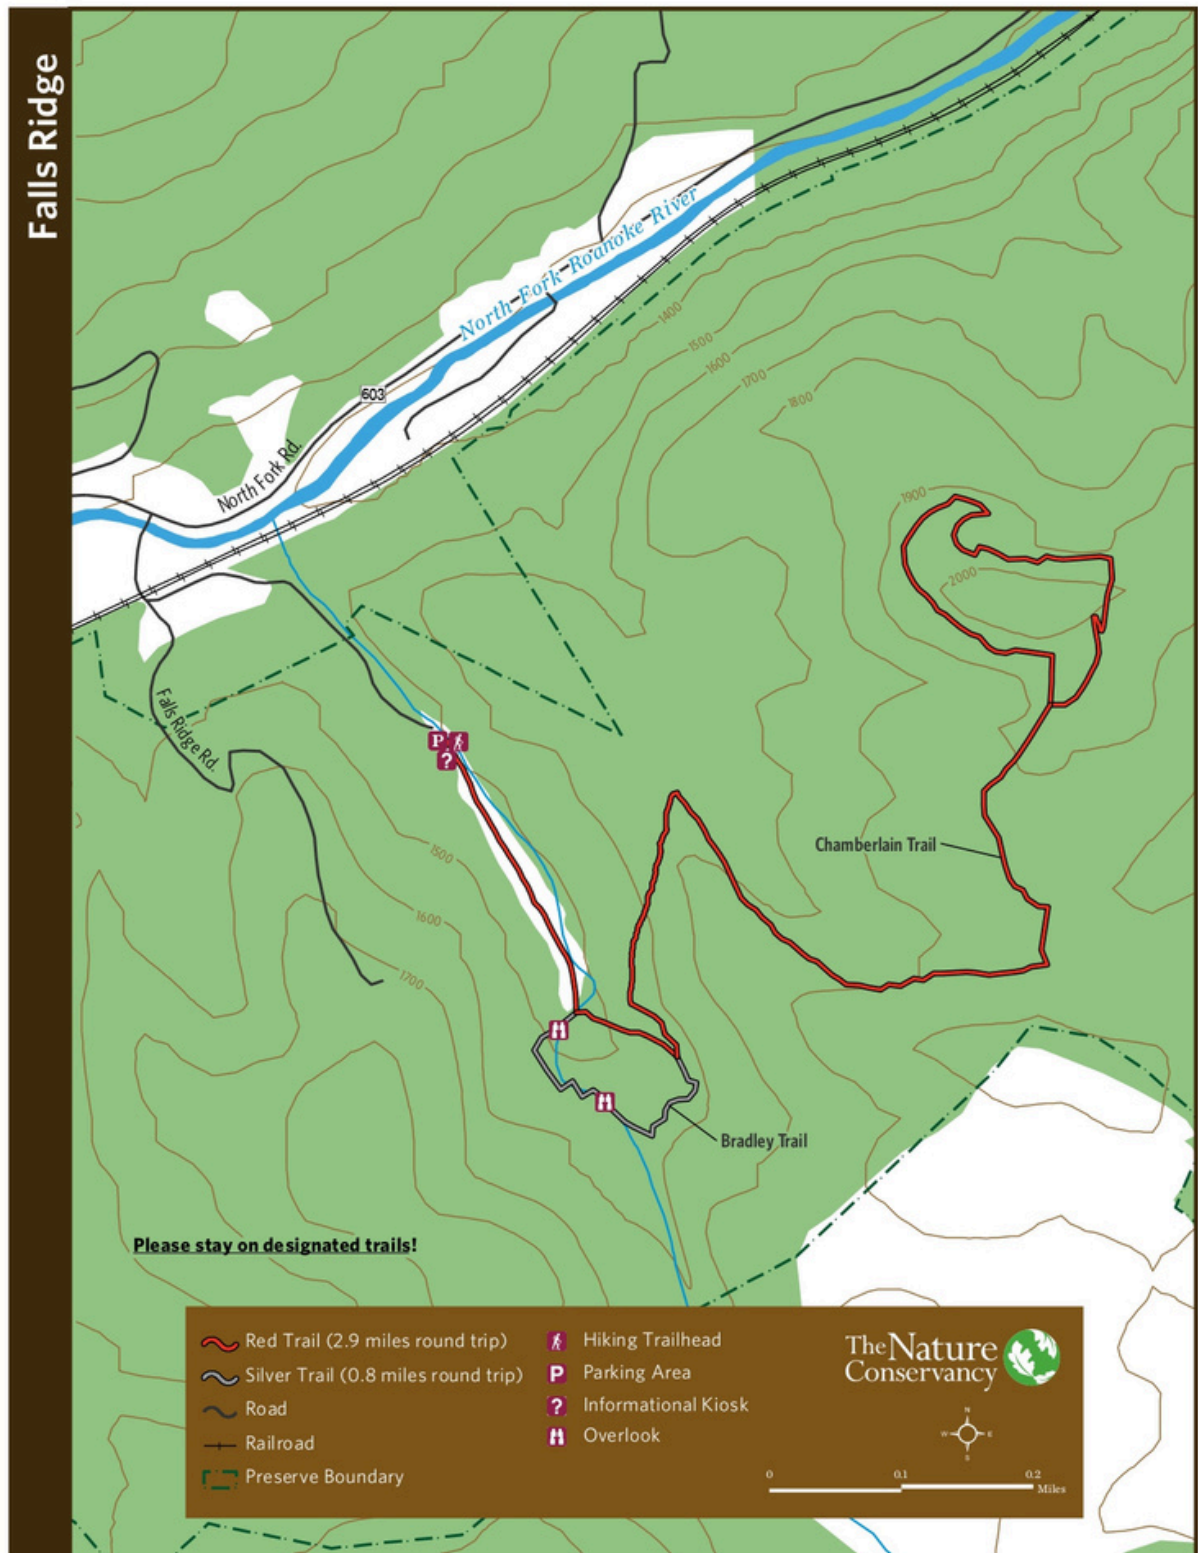 Falls Ridge
North Fork Roanoke River
603
North Fork Rd.
1400
1500
1600
1700
1800
1900
2000
Falls Ridge Rd.
P
?
1500
1600
1700
Chamberlain Trail
Bradley Trail
Please stay on designated trails!
Red Trail (2.9 miles round trip)
Silver Trail (0.8 miles round trip)
Road
Railroad
Preserve Boundary
Hiking Trailhead
P Parking Area
? Informational Kiosk
Overlook
The Nature
Conservancy
N
W E
S
0 0.1 0.2
Miles